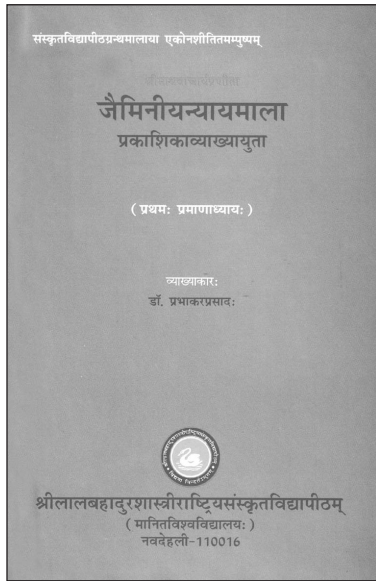 संस्कृतविद्यापीठग्रन्थमालाया एकोनशीतितमम्पुष्पम्
जैमिनीयन्यायमाला
प्रकाशिकाव्याख्यायुता
( प्रथमः प्रमाणाध्यायः )
व्याख्याकारः
डॉ. प्रभाकरप्रसादः
श्रीलालबहादुरशास्त्रीराष्ट्रियसंस्कृतविद्यापीठम्
( मानितविश्वविद्यालयः )
नवदेहली-110016